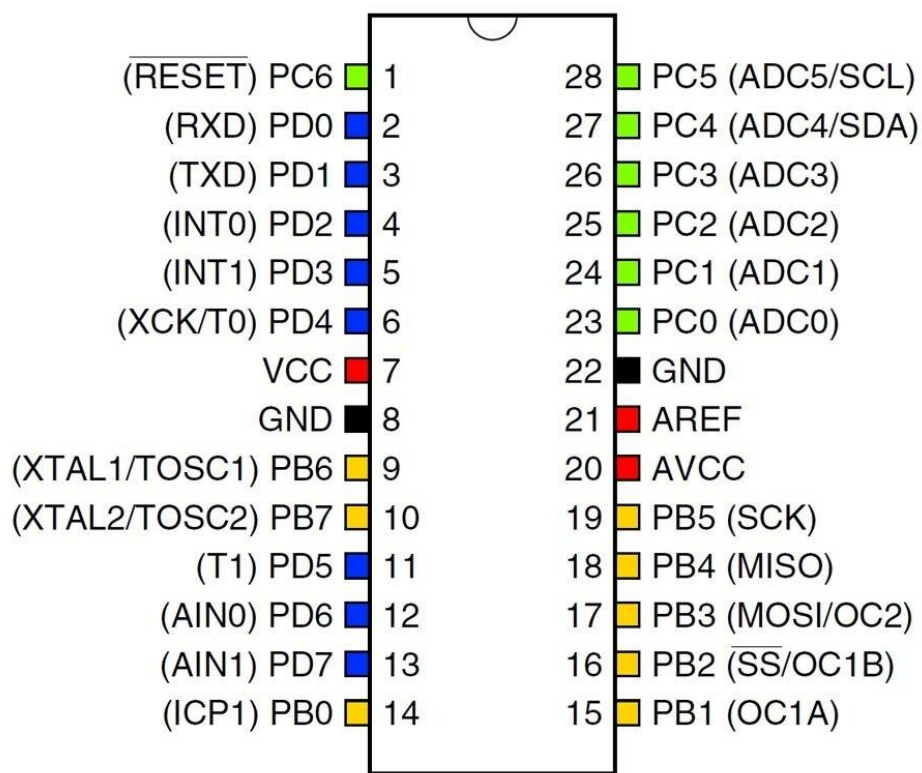 (RESET) PC6 1 28 PC5 (ADC5/SCL)
(RXD) PD0 2 27 PC4 (ADC4/SDA)
(TXD) PD1 3 26 PC3 (ADC3)
(INT0) PD2 4 25 PC2 (ADC2)
(INT1) PD3 5 24 PC1 (ADC1)
(XCK/T0) PD4 6 23 PC0 (ADC0)
VCC 7 22 GND
GND 8 21 AREF
(XTAL1/TOSC1) PB6 9 20 AVCC
(XTAL2/TOSC2) PB7 10 19 PB5 (SCK)
(T1) PD5 11 18 PB4 (MISO)
(AIN0) PD6 12 17 PB3 (MOSI/OC2)
(AIN1) PD7 13 16 PB2 (SS/OC1B)
(ICP1) PB0 14 15 PB1 (OC1A)